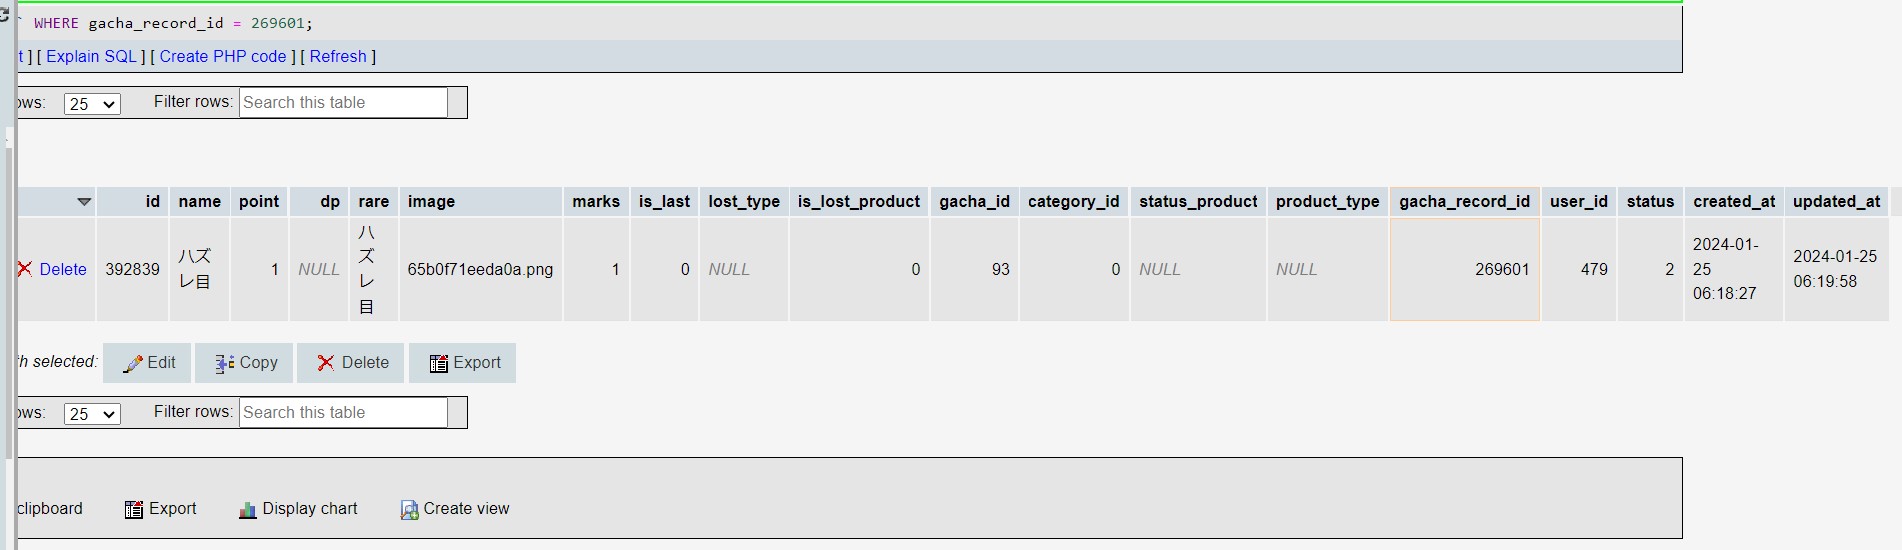 ` WHERE gacha_record_id = 269601;
t ] [ Explain SQL ] [ Create PHP code ] [ Refresh ]
ows: 25 Filter rows: Search this table
id name point dp rare image marks is_last lost_type is_lost_product gacha_id category_id status_product product_type gacha_record_id user_id status created_at updated_at
Delete 392839 ハズレ目 1 NULL ハズレ目 65b0f71eeda0a.png 1 0 NULL 0 93 0 NULL NULL 269601 479 2 2024-01-25 06:18:27 2024-01-25 06:19:58
th selected: Edit Copy Delete Export
ows: 25 Filter rows: Search this table
clipboard Export Display chart Create view